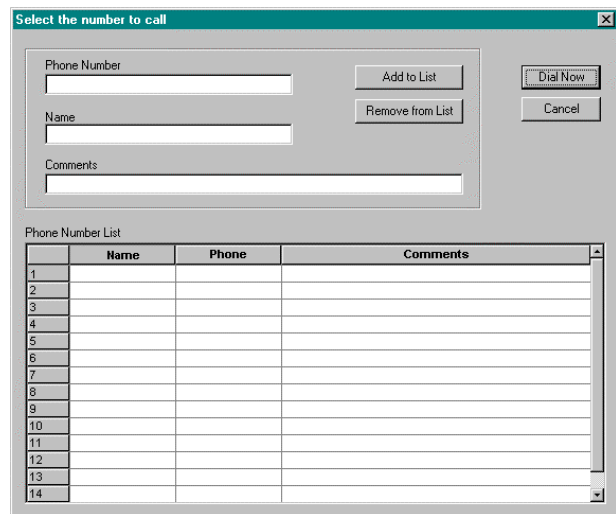 Select the number to call
Phone Number
Add to List
Dial Now
Remove from List
Cancel
Name
Comments
Phone Number List
Name Phone Comments
1
2
3
4
5
6
7
8
9
10
11
12
13
14